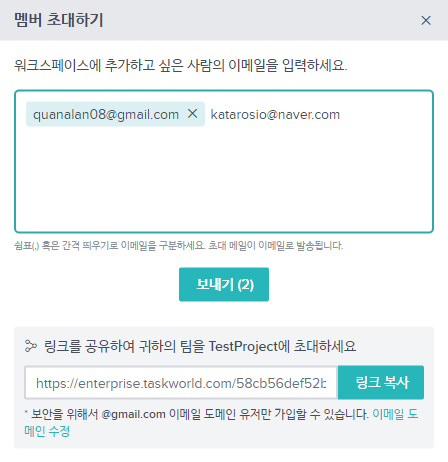 멤버 초대하기
워크스페이스에 추가하고 싶은 사람의 이메일을 입력하세요.
quanalan08@gmail.com × katarosio@naver.com
쉼표(,) 혹은 간격 띄우기로 이메일을 구분하세요. 초대 메일이 이메일로 발송됩니다.
보내기 (2)
링크를 공유하여 귀하의 팀을 TestProject에 초대하세요
https://enterprise.taskworld.com/58cb56def52b 링크 복사
* 보안을 위해서 @gmail.com 이메일 도메인 유저만 가입할 수 있습니다. 이메일 도
메인 수정